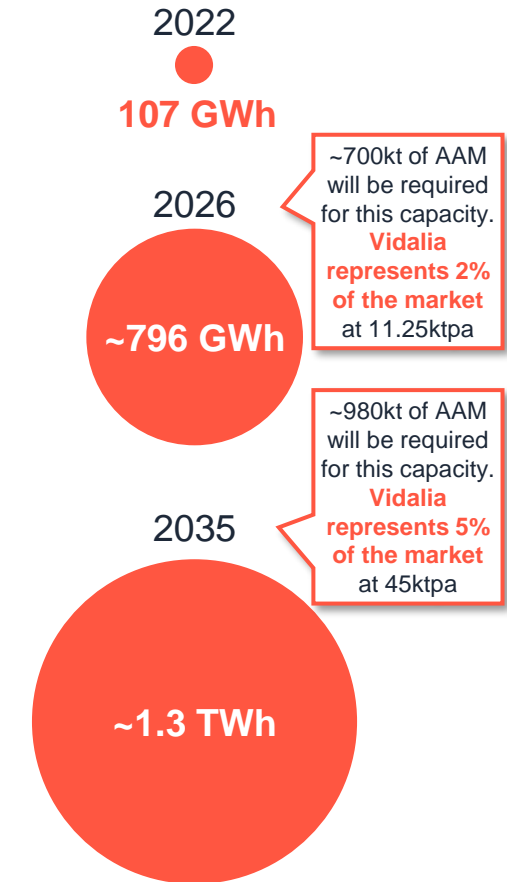 2022
107 GWh
~700kt of AAM
will be required
for this capacity.
Vidalia
represents 2%
of the market
at 11.25ktpa
2026
~796 GWh
~980kt of AAM
will be required
for this capacity.
Vidalia
represents 5%
of the market
at 45ktpa
2035
~1.3 TWh